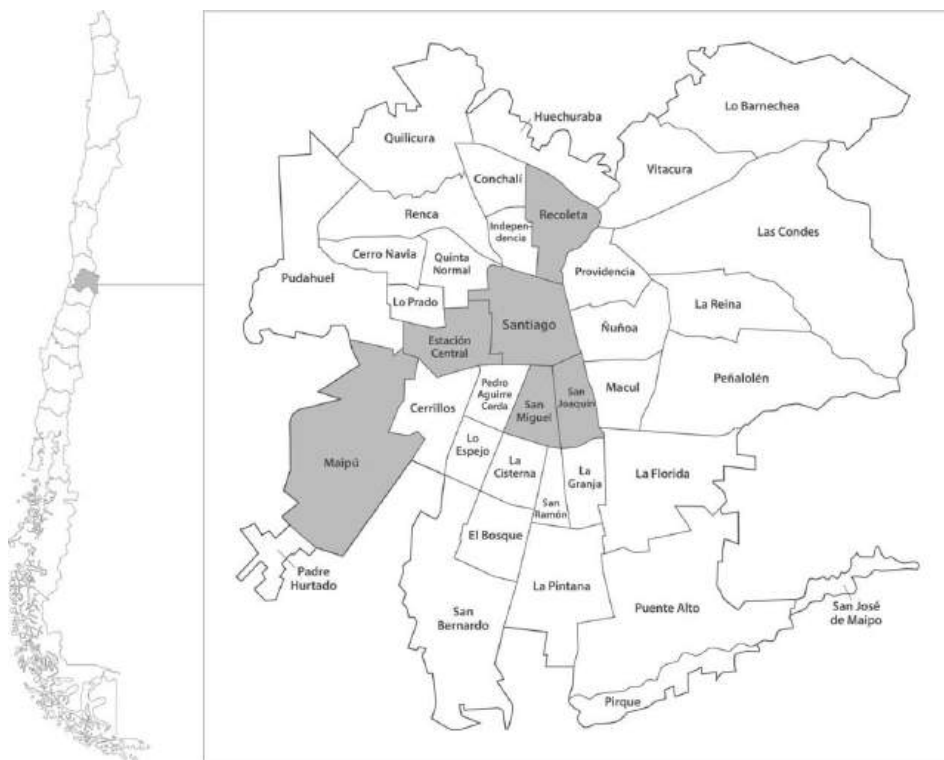 Lo Barnechea
Huechuraba
Quilicura
Vitacura
Conchalí
Recoleta
Renca
Indepen-
dencia
Las Condes
Cerro Navia
Quinta
Normal
Providencia
Pudahuel
Lo Prado
La Reina
Santiago
Ñuñoa
Estación
Central
Peñalolén
Pedro
Aguirre
Cerda
San
Joaquín
Macul
Cerrillos
San
Miguel
Maipú
Lo
Espejo
La
Cisterna
La
Granja
La Florida
San
Ramón
El Bosque
Padre
Hurtado
La Pintana
San
Bernardo
Puente Alto
San José
de Maipo
Pirque